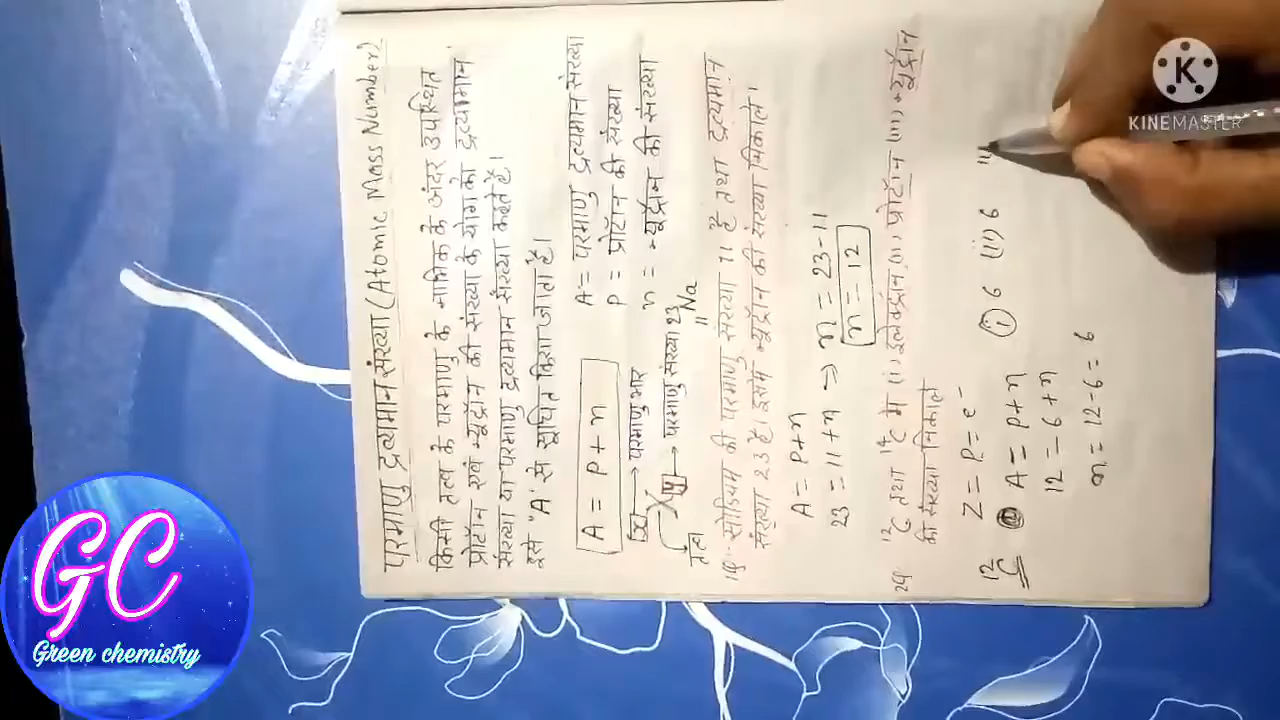 परमाणु द्रव्यमान संख्या (Atomic Mass Number)
किसी तत्व के परमाणु के नाभिक के अंदर उपस्थित
प्रोटॉन एवं न्यूट्रॉन की संख्या के योग को द्रव्यमान
संख्या या परमाणु द्रव्यमान संख्या कहते हैं।
इसे "A" से सूचित किया जाता है।
A = P + n
A = परमाणु द्रव्यमान संख्या
P = प्रोटॉन की संख्या
n = न्यूट्रॉन की संख्या
परमाणु भार
तत्व
परमाणु संख्या
23
Na
11
1Q:- सोडियम की परमाणु संख्या 11 है तथा द्रव्यमान
संख्या 23 है। इसमें न्यूट्रॉन की संख्या निकाले।
A = P + n
23 = 11 + n ⇒ n = 23 - 11
n = 12
2Q ¹²C तथा ¹⁴C में (i) इलेक्ट्रॉन (ii) प्रोटॉन (iii) न्यूट्रॉन
की संख्या निकाले
¹²C
Z = P = e⁻
A = P + n
12 = 6 + n
n = 12 - 6 = 6
(i) 6 (ii) 6
KINEMASTER
GC
Green chemistry